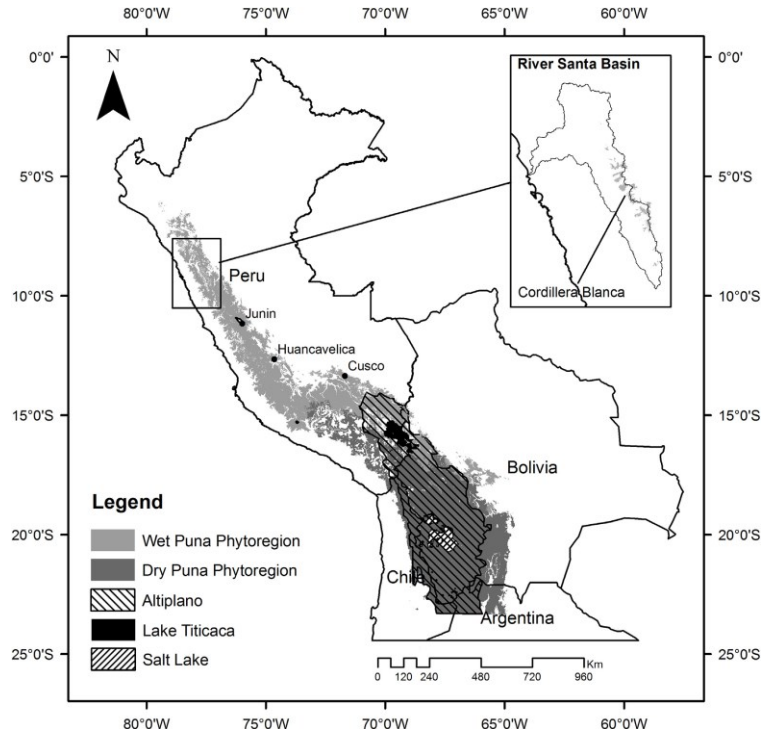 80°0'W 75°0'W 70°0'W 65°0'W 60°0'W
0°0'
5°0'S
10°0'S
15°0'S
20°0'S
25°0'S
N
River Santa Basin
Cordillera Blanca
Peru
Junin
Huancavelica
Cusco
Bolivia
Chile
Argentina
Legend
Wet Puna Phytoregion
Dry Puna Phytoregion
Altiplano
Lake Titicaca
Salt Lake
Km
0 120 240 480 720 960
0°0'
5°0'S
10°0'S
15°0'S
20°0'S
25°0'S
80°0'W 75°0'W 70°0'W 65°0'W 60°0'W